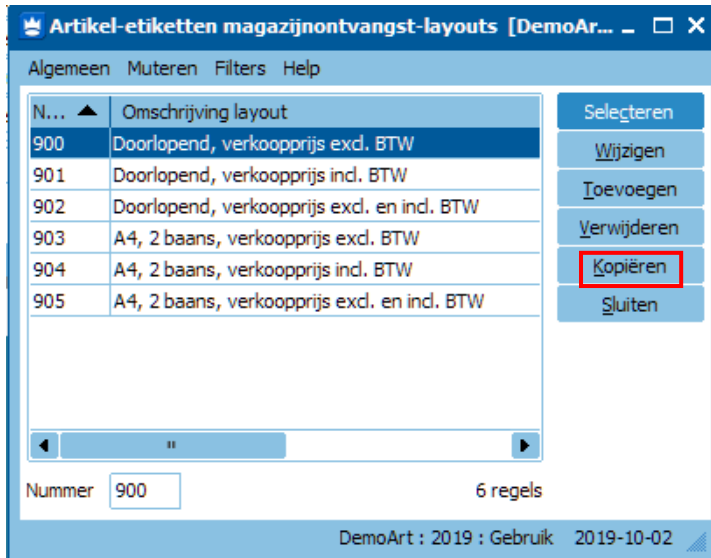 Artikel-etiketten magazijnontvangst-layouts [DemoAr...
Algemeen Muteren Filters Help
N... Omschrijving layout
900 Doorlopend, verkoopprijs excl. BTW
901 Doorlopend, verkoopprijs incl. BTW
902 Doorlopend, verkoopprijs excl. en incl. BTW
903 A4, 2 baans, verkoopprijs excl. BTW
904 A4, 2 baans, verkoopprijs incl. BTW
905 A4, 2 baans, verkoopprijs excl. en incl. BTW
Selecteren
Wijzigen
Toevoegen
Verwijderen
Kopiëren
Sluiten
Nummer 900 6 regels
DemoArt : 2019 : Gebruik 2019-10-02